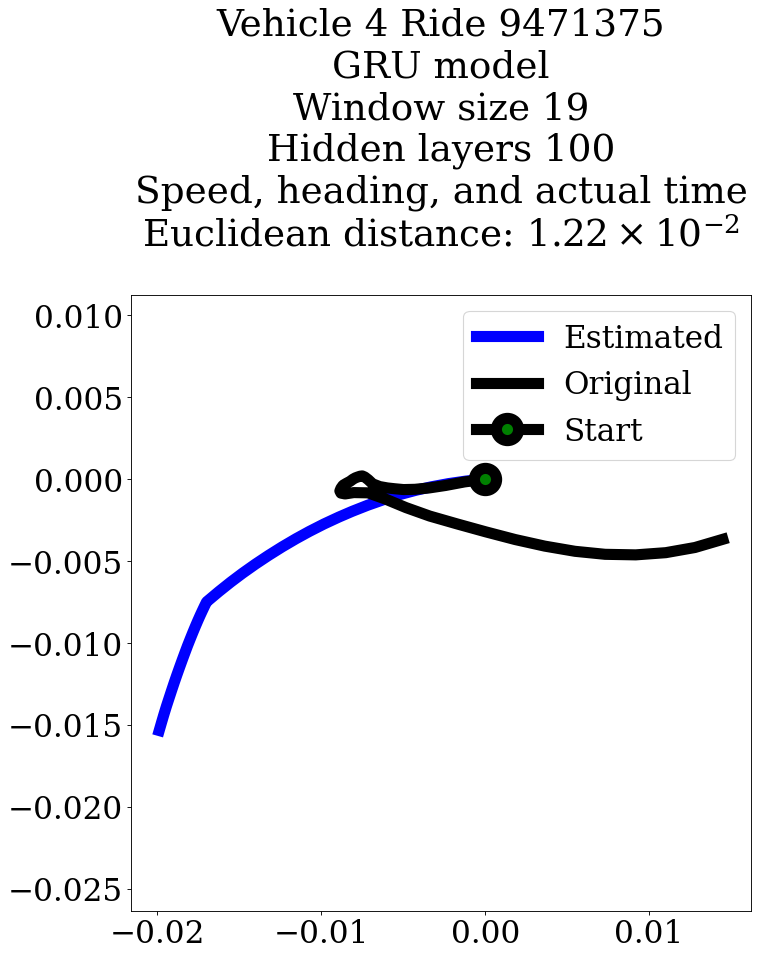 Vehicle 4 Ride 9471375
GRU model
Window size 19
Hidden layers 100
Speed, heading, and actual time
Euclidean distance: 1.22 × 10⁻²
Estimated
Original
Start
0.010
0.005
0.000
−0.005
−0.010
−0.015
−0.020
−0.025
−0.02 −0.01 0.00 0.01